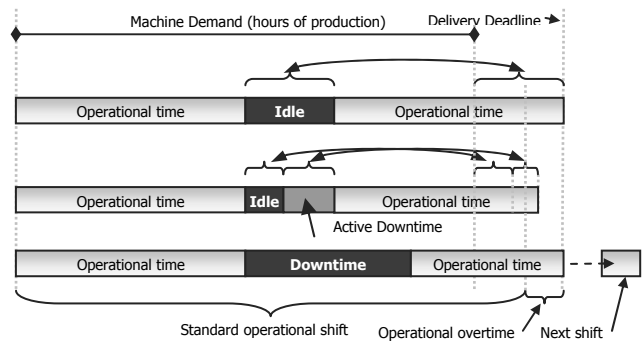 Machine Demand (hours of production)
Delivery Deadline
Operational time
Idle
Operational time
Operational time
Idle
Operational time
Active Downtime
Operational time
Downtime
Operational time
Standard operational shift
Operational overtime
Next shift